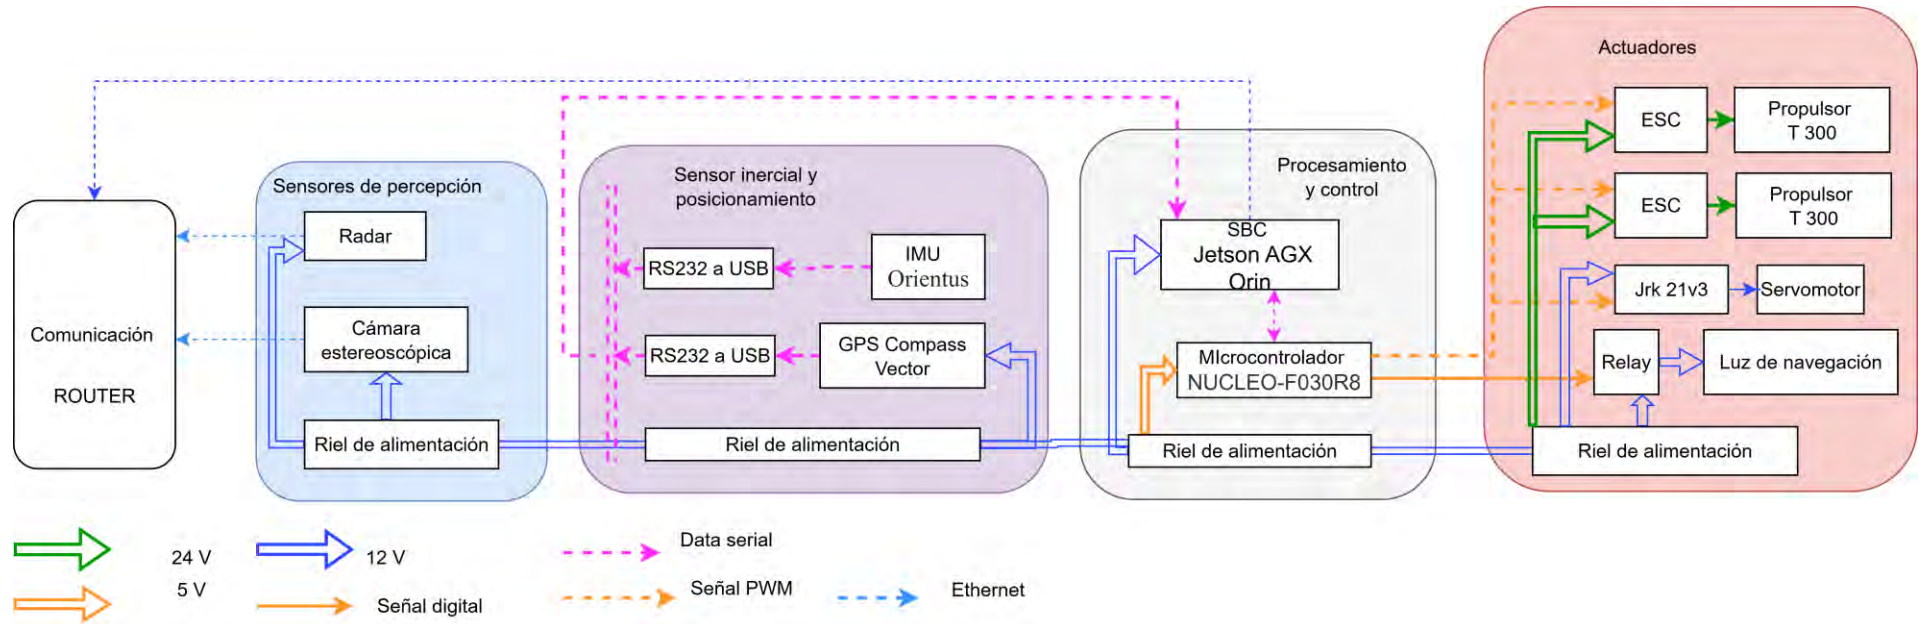 Comunicación
ROUTER
Sensores de percepción
Radar
Cámara
estereoscópica
Riel de alimentación
Sensor inercial y
posicionamiento
RS232 a USB
IMU
Orientus
RS232 a USB
GPS Compass
Vector
Riel de alimentación
Procesamiento
y control
SBC
Jetson AGX
Orin
MIcrocontrolador
NUCLEO-F030R8
Riel de alimentación
Actuadores
ESC
Propulsor
T 300
ESC
Propulsor
T 300
Jrk 21v3
Servomotor
Relay
Luz de navegación
Riel de alimentación
24 V
12 V
Data serial
5 V
Señal digital
Señal PWM
Ethernet